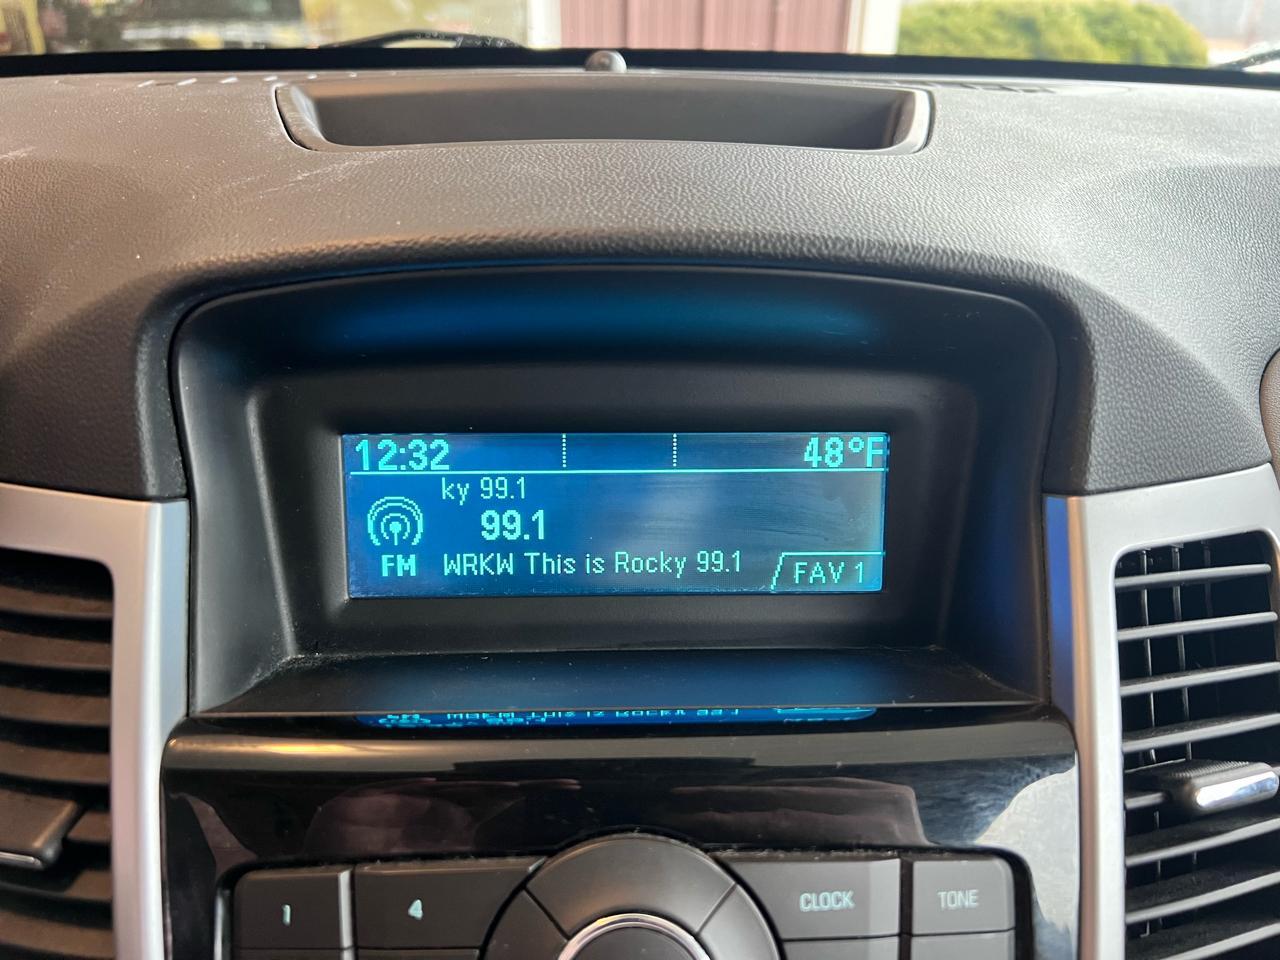 12:32 48°F
ky 99.1
99.1
FM WRKW This is Rocky 99.1
FAV 1
1 4 CLOCK TONE